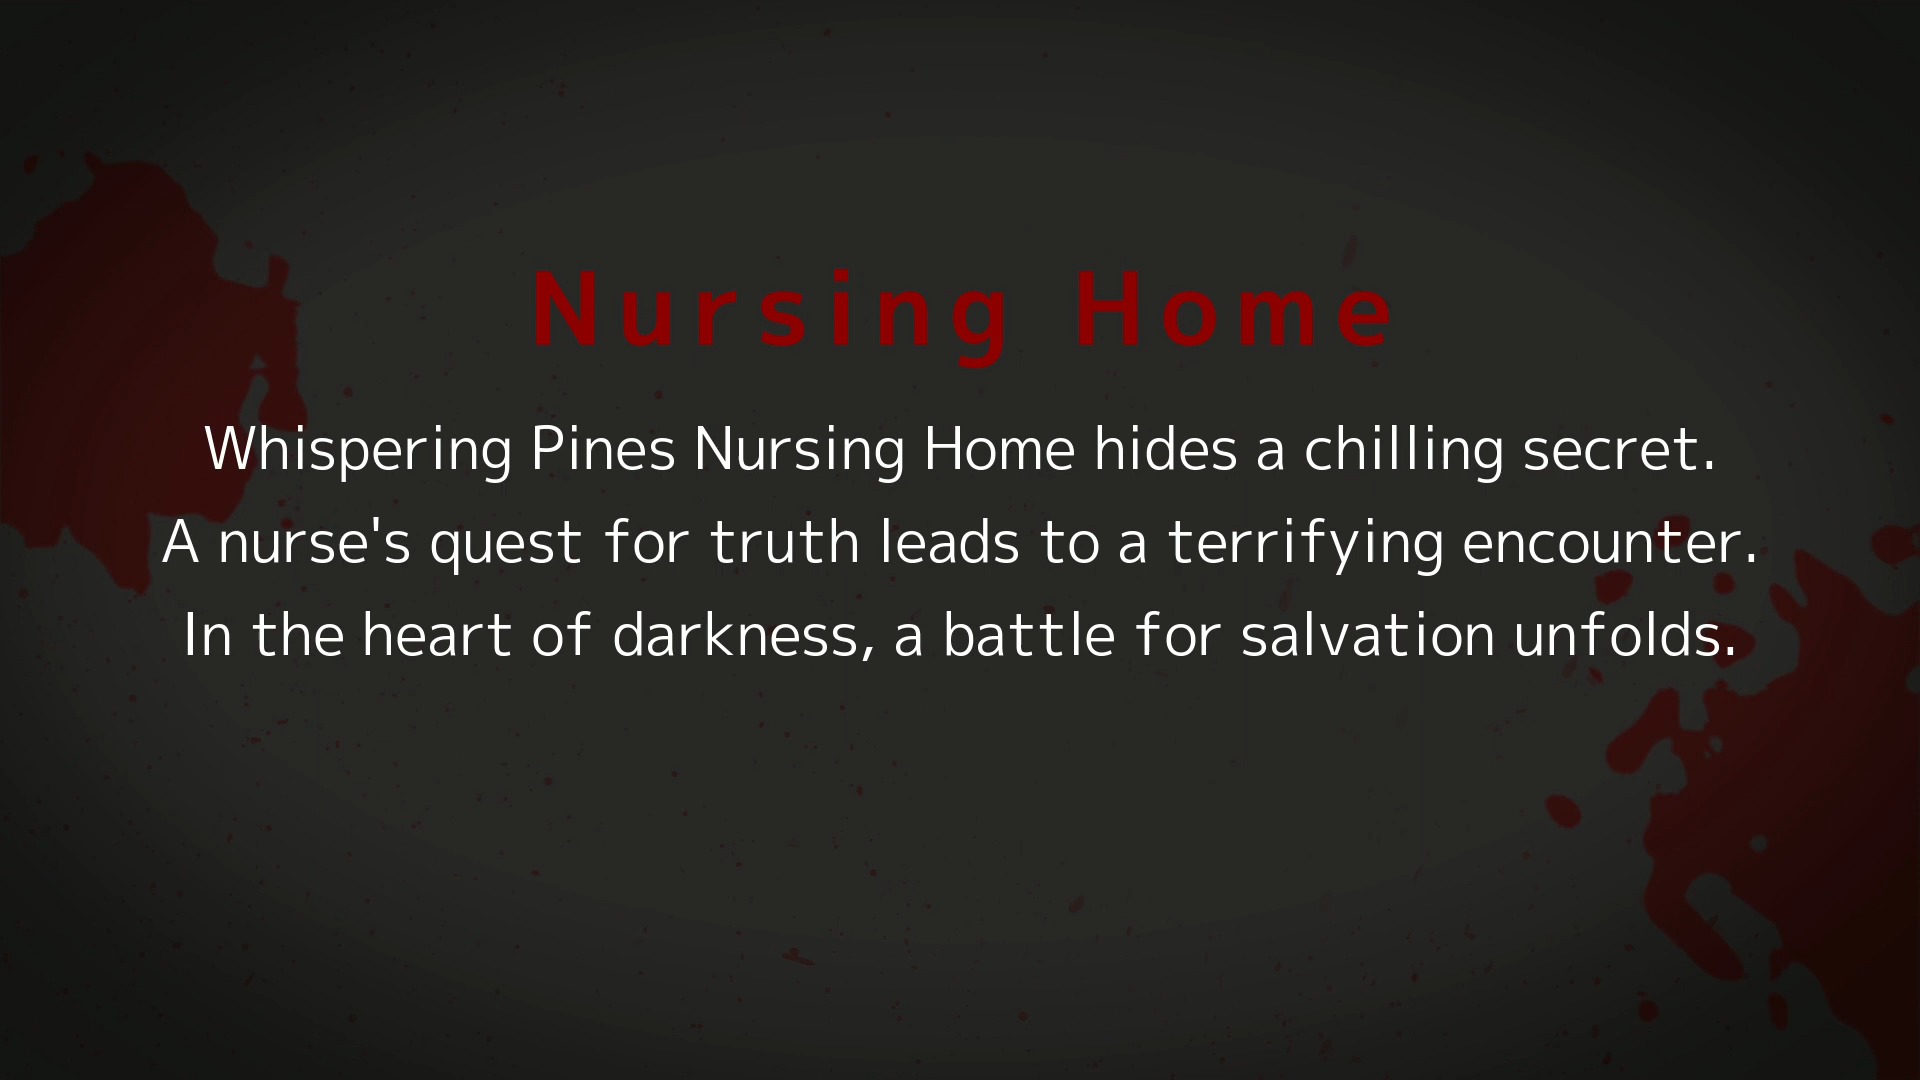 Nursing Home
Whispering Pines Nursing Home hides a chilling secret.
A nurse's quest for truth leads to a terrifying encounter.
In the heart of darkness, a battle for salvation unfolds.